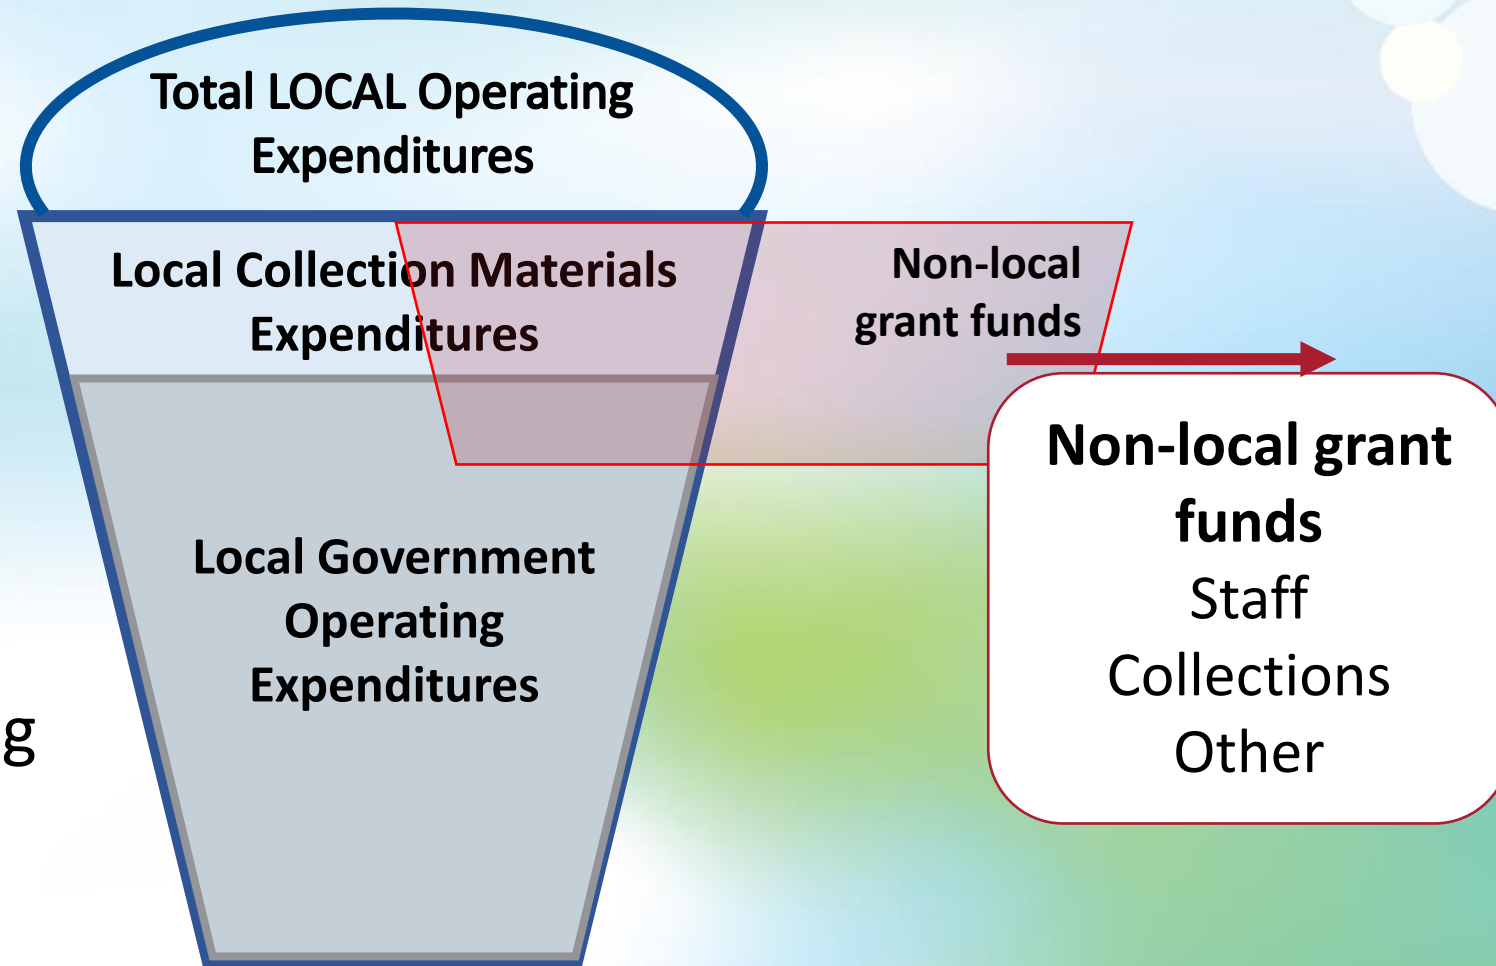 Total LOCAL Operating
Expenditures
Local Collection Materials
Expenditures
Non-local
grant funds
Non-local grant
funds
Staff
Collections
Other
Local Government
Operating
Expenditures
g